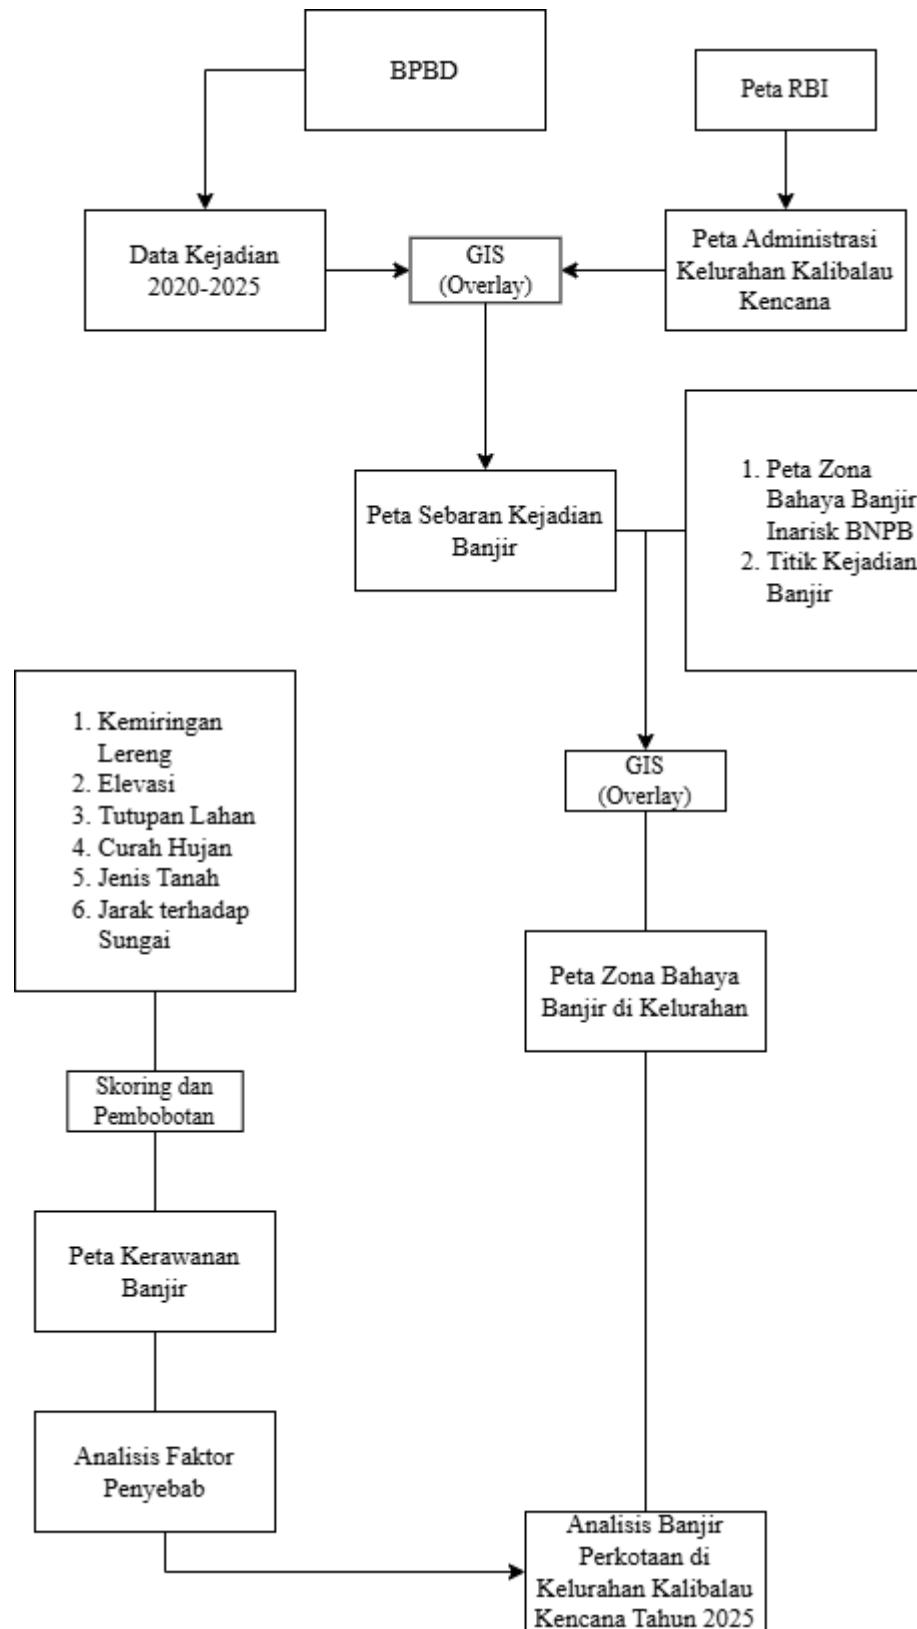 BPBD
Peta RBI
Data Kejadian
2020-2025
GIS
(Overlay)
Peta Administrasi
Kelurahan Kalibalau
Kencana
Peta Sebaran Kejadian
Banjir
1. Peta Zona
Bahaya Banjir
Inarisk BNPB
2. Titik Kejadian
Banjir
1. Kemiringan
Lereng
2. Elevasi
3. Tutupan Lahan
4. Curah Hujan
5. Jenis Tanah
6. Jarak terhadap
Sungai
GIS
(Overlay)
Peta Zona Bahaya
Banjir di Kelurahan
Skoring dan
Pembobotan
Peta Kerawanan
Banjir
Analisis Faktor
Penyebab
Analisis Banjir
Perkotaan di
Kelurahan Kalibalau
Kencana Tahun 2025